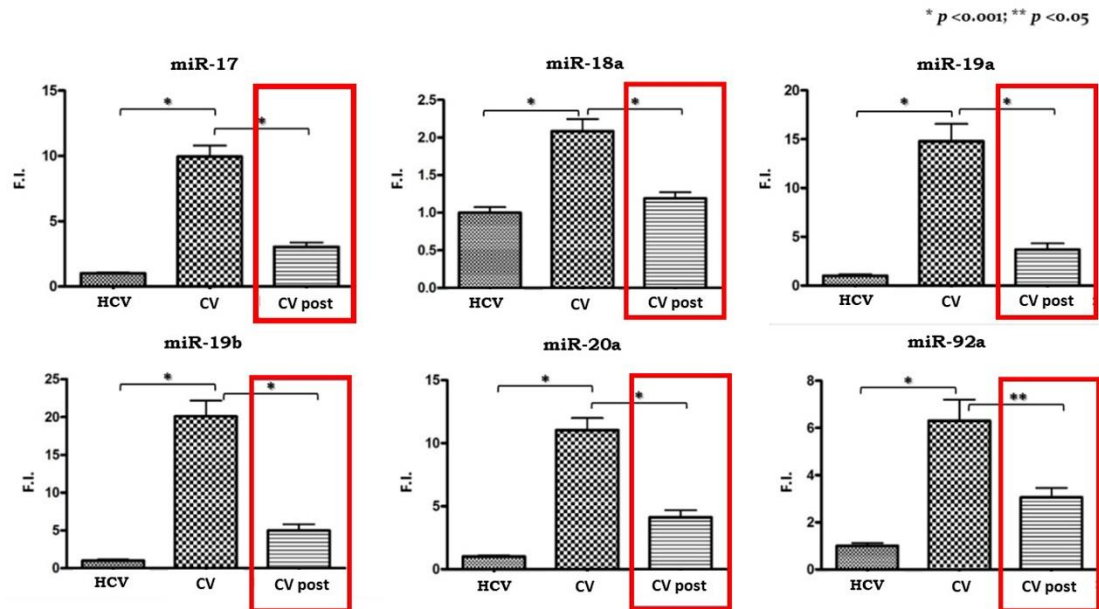 * p <0.001; ** p <0.05
miR-17
F.I.
15
10
5
0
*
*
HCV CV CV post
miR-18a
F.I.
2.5
2.0
1.5
1.0
0.5
0.0
*
*
HCV CV CV post
miR-19a
F.I.
20
15
10
5
0
*
*
HCV CV CV post
miR-19b
F.I.
25
20
15
10
5
0
*
*
HCV CV CV post
miR-20a
F.I.
15
10
5
0
*
*
HCV CV CV post
miR-92a
F.I.
8
6
4
2
0
*
**
HCV CV CV post